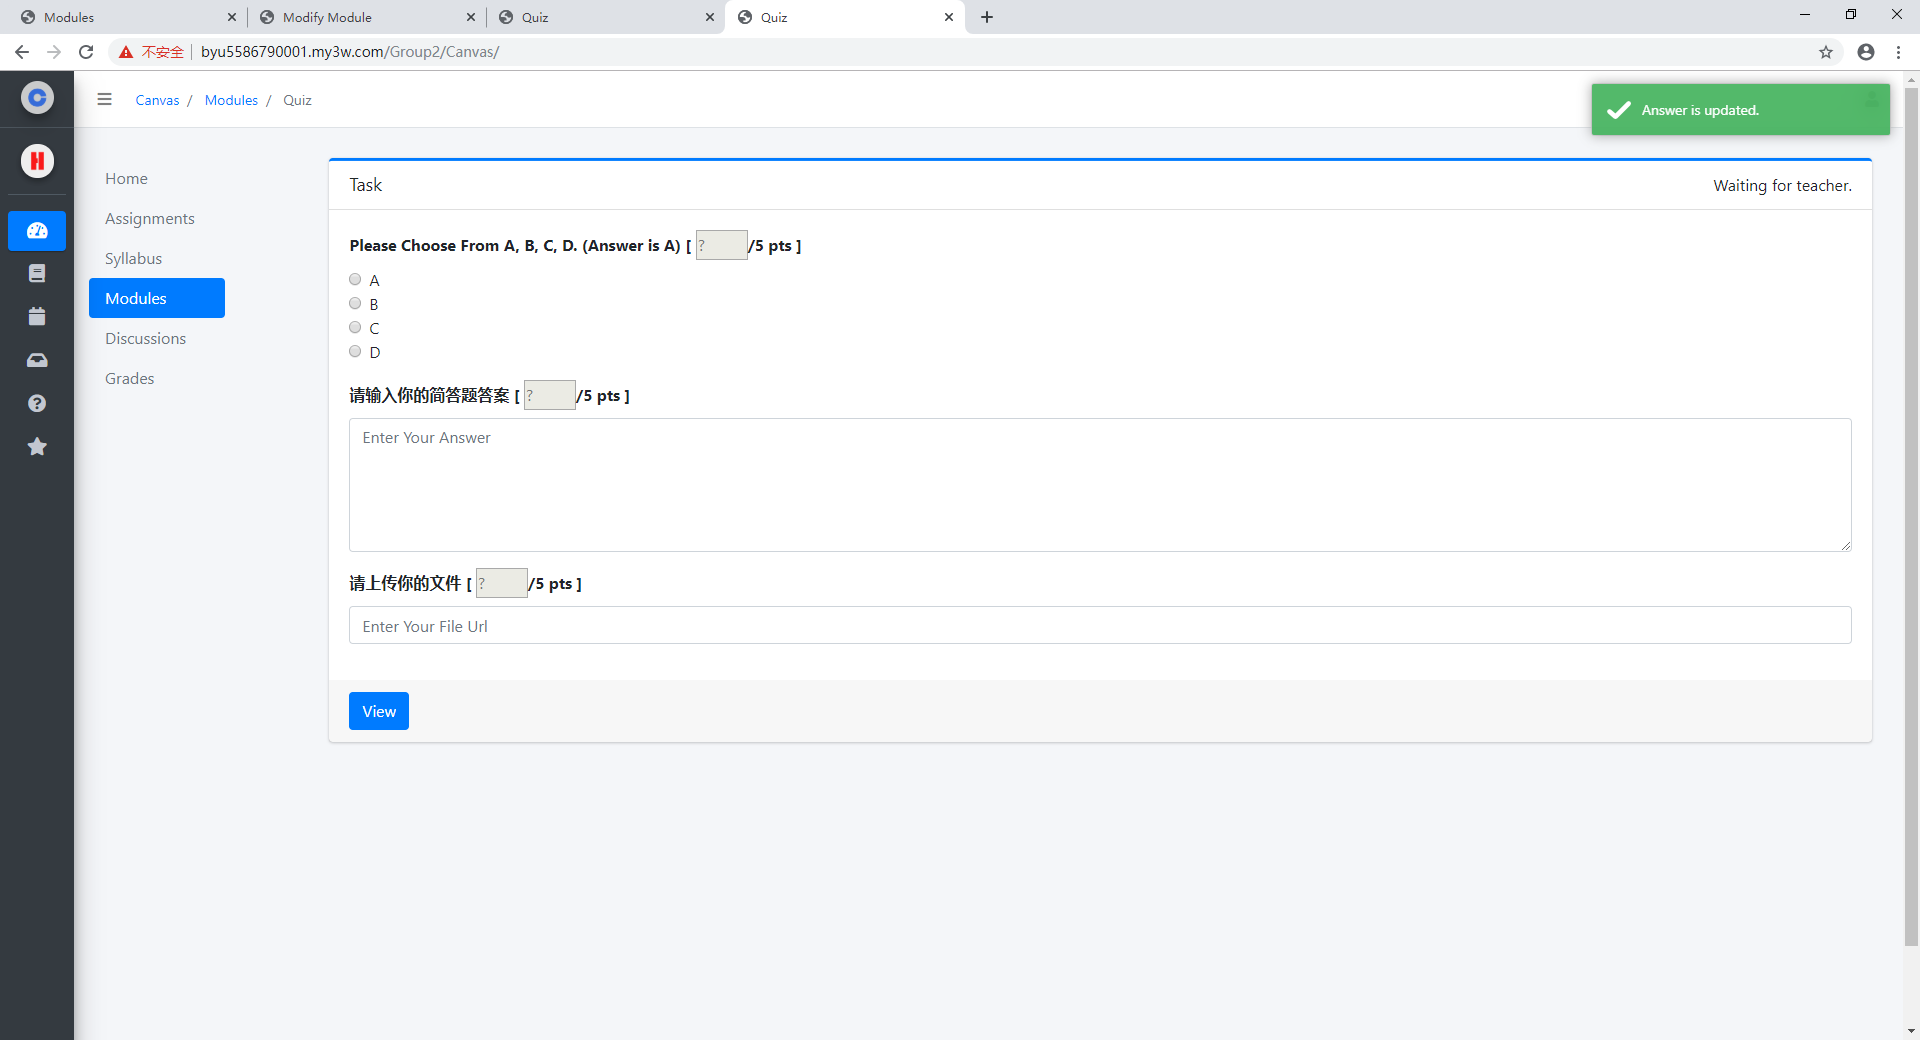 Modules
Modify Module
Quiz
Quiz
不安全
byu5586790001.my3w.com/Group2/Canvas/
Canvas / Modules / Quiz
Answer is updated.
Home
Assignments
Syllabus
Modules
Discussions
Grades
Task
Waiting for teacher.
Please Choose From A, B, C, D. (Answer is A) [ ? /5 pts ]
A
B
C
D
请输入你的简答题答案 [ ? /5 pts ]
Enter Your Answer
请上传你的文件 [ ? /5 pts ]
Enter Your File Url
View